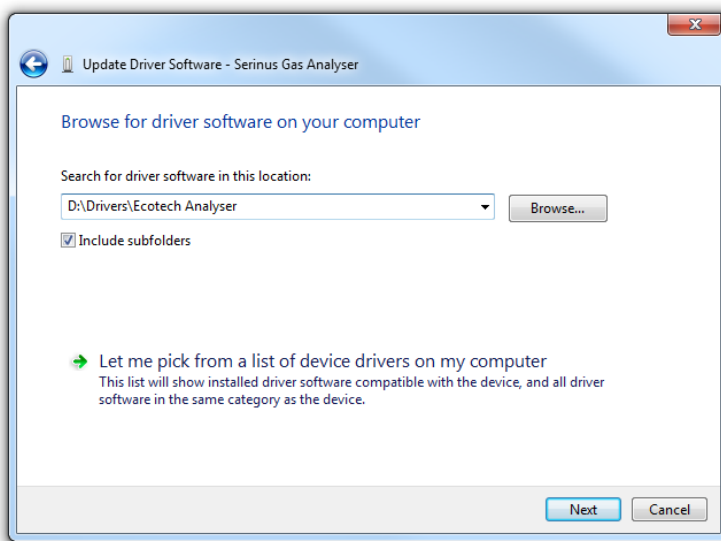 Update Driver Software - Serinus Gas Analyser
Browse for driver software on your computer
Search for driver software in this location:
D:\Drivers\Ecotech Analyser
Browse...
Include subfolders
Let me pick from a list of device drivers on my computer
This list will show installed driver software compatible with the device, and all driver
software in the same category as the device.
Next
Cancel